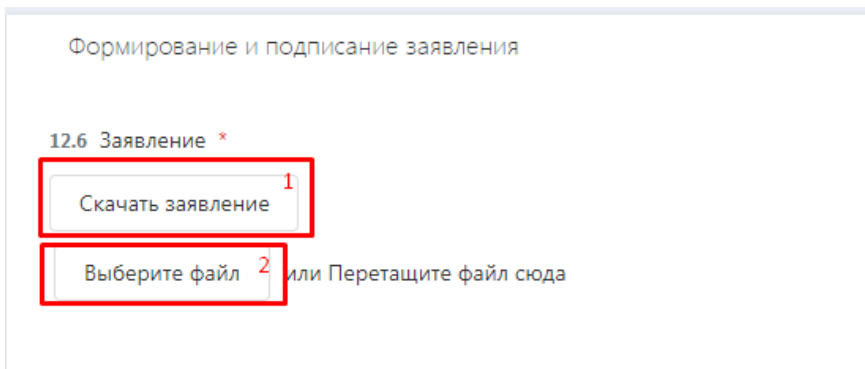 Формирование и подписание заявления
12.6 Заявление *
1
Скачать заявление
Выберите файл 2 или Перетащите файл сюда